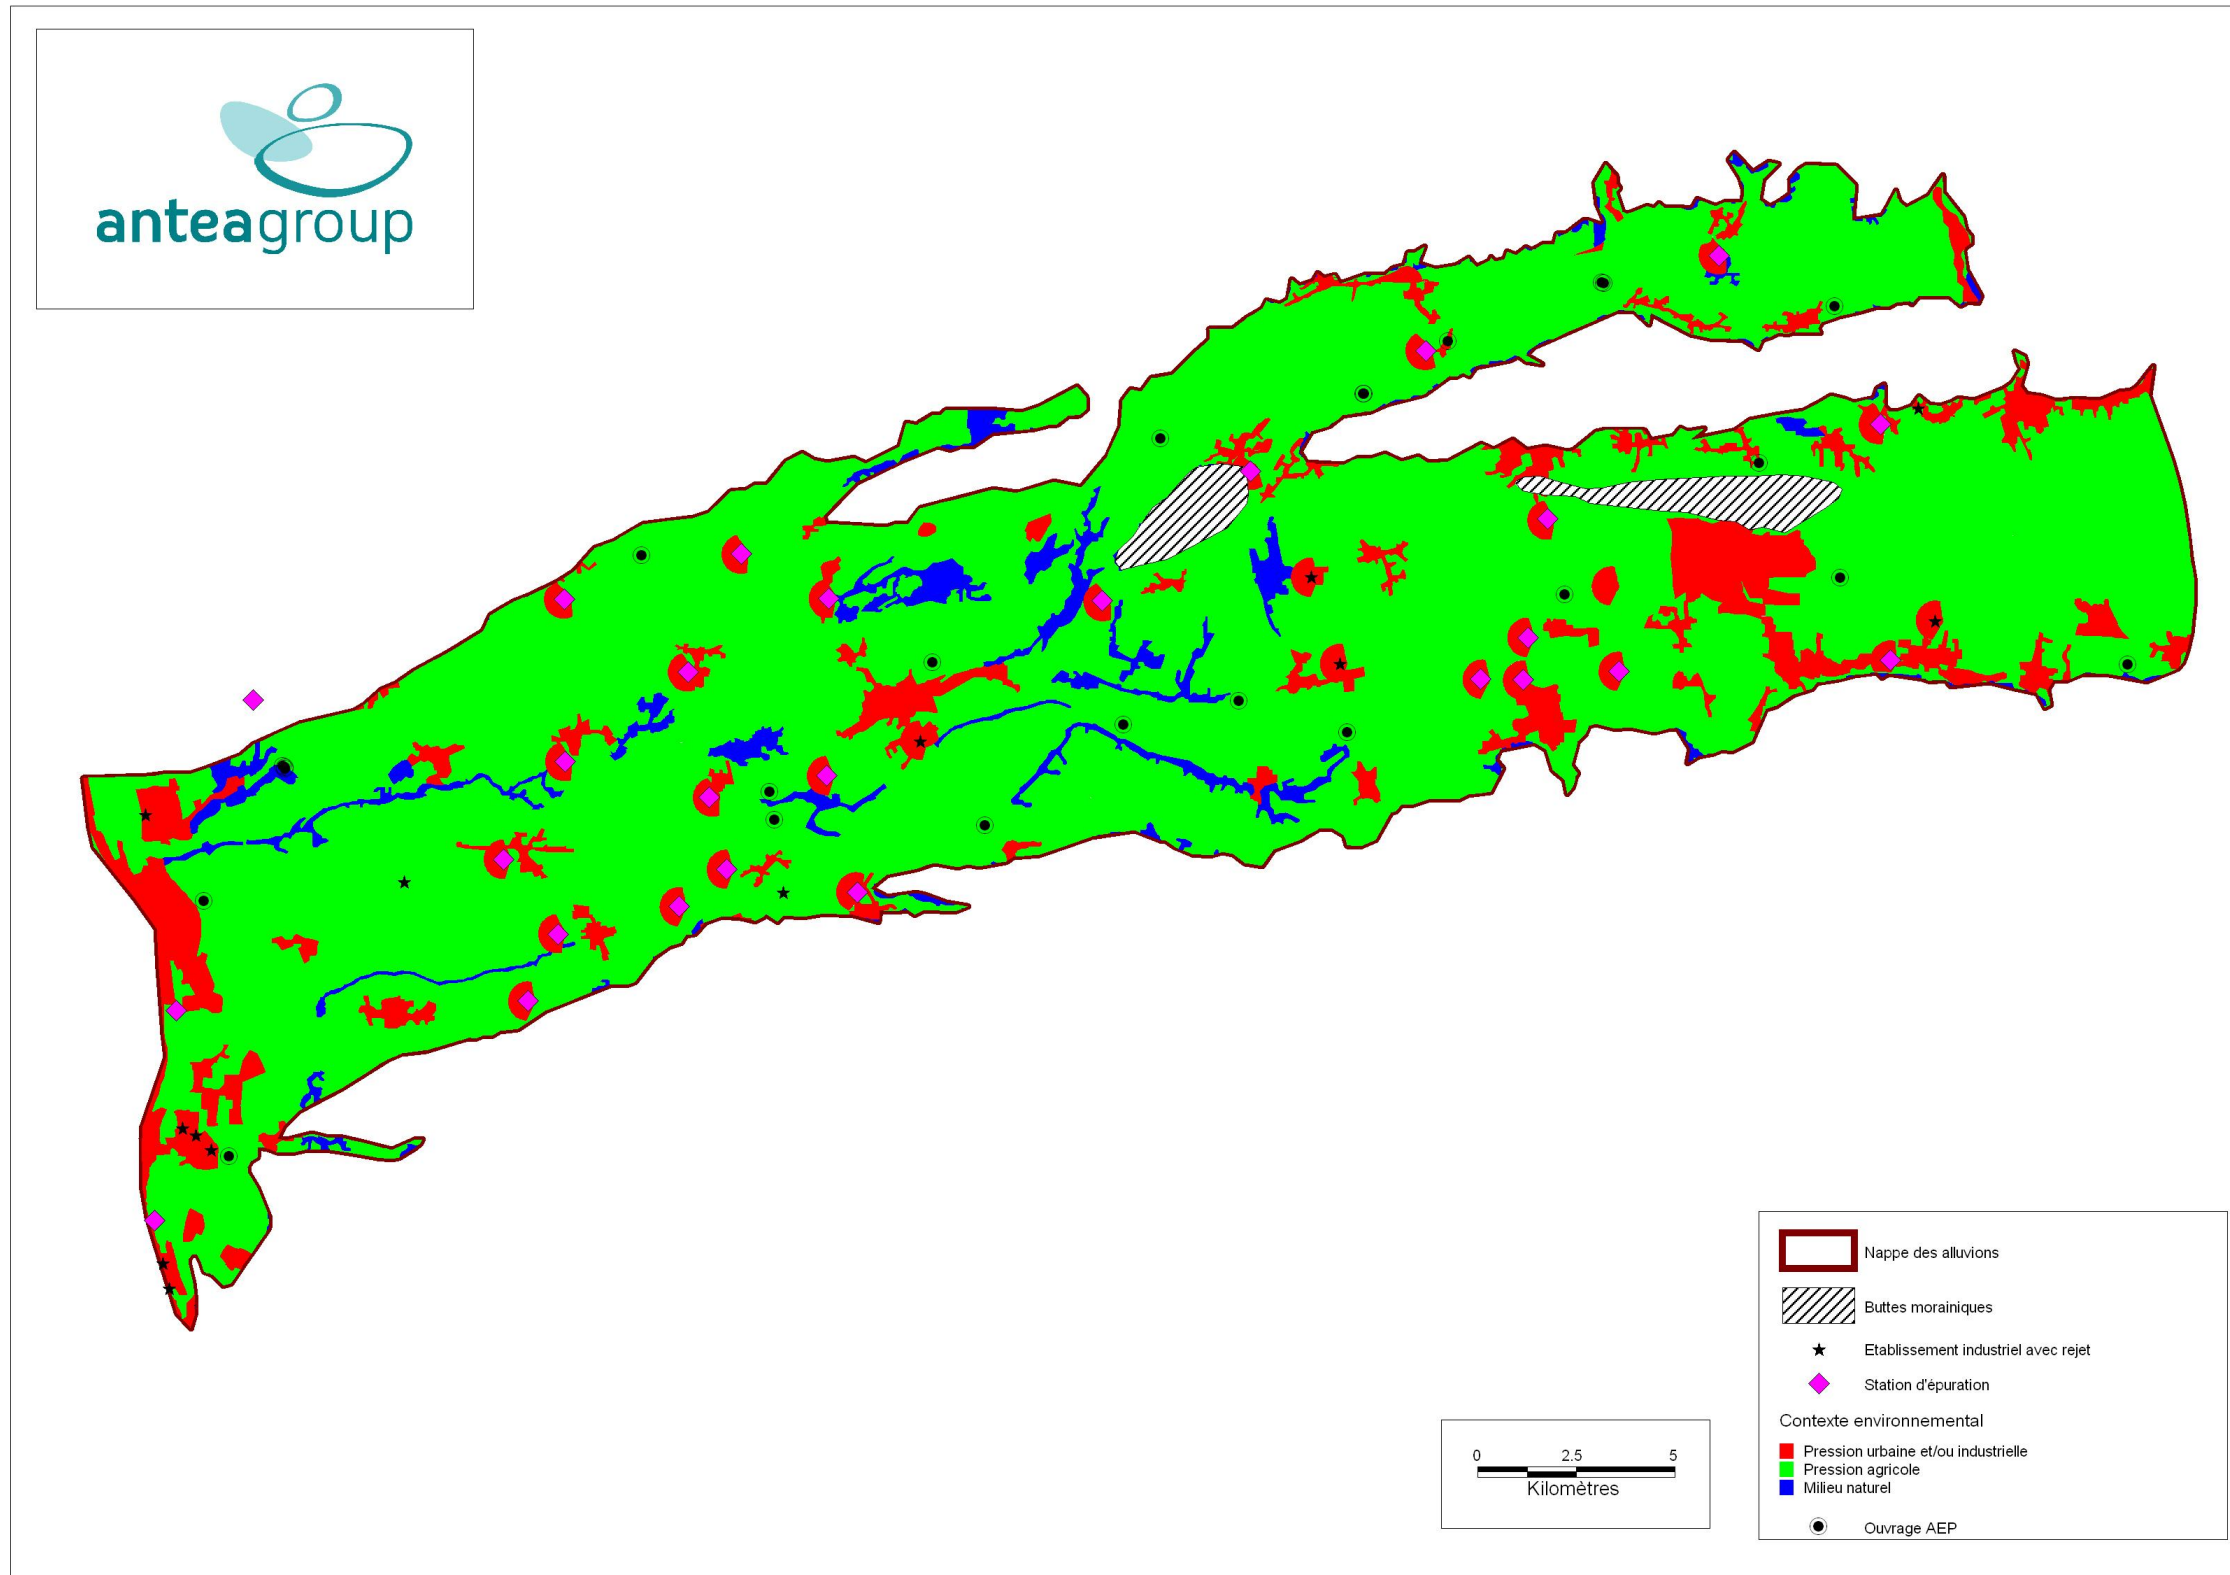 anteagroup
Nappe des alluvions
Buttes morainiques
Etablissement industriel avec rejet
Station d'épuration
Contexte environnemental
Pression urbaine et/ou industrielle
Pression agricole
Milieu naturel
Ouvrage AEP
0 2.5 5
Kilomètres